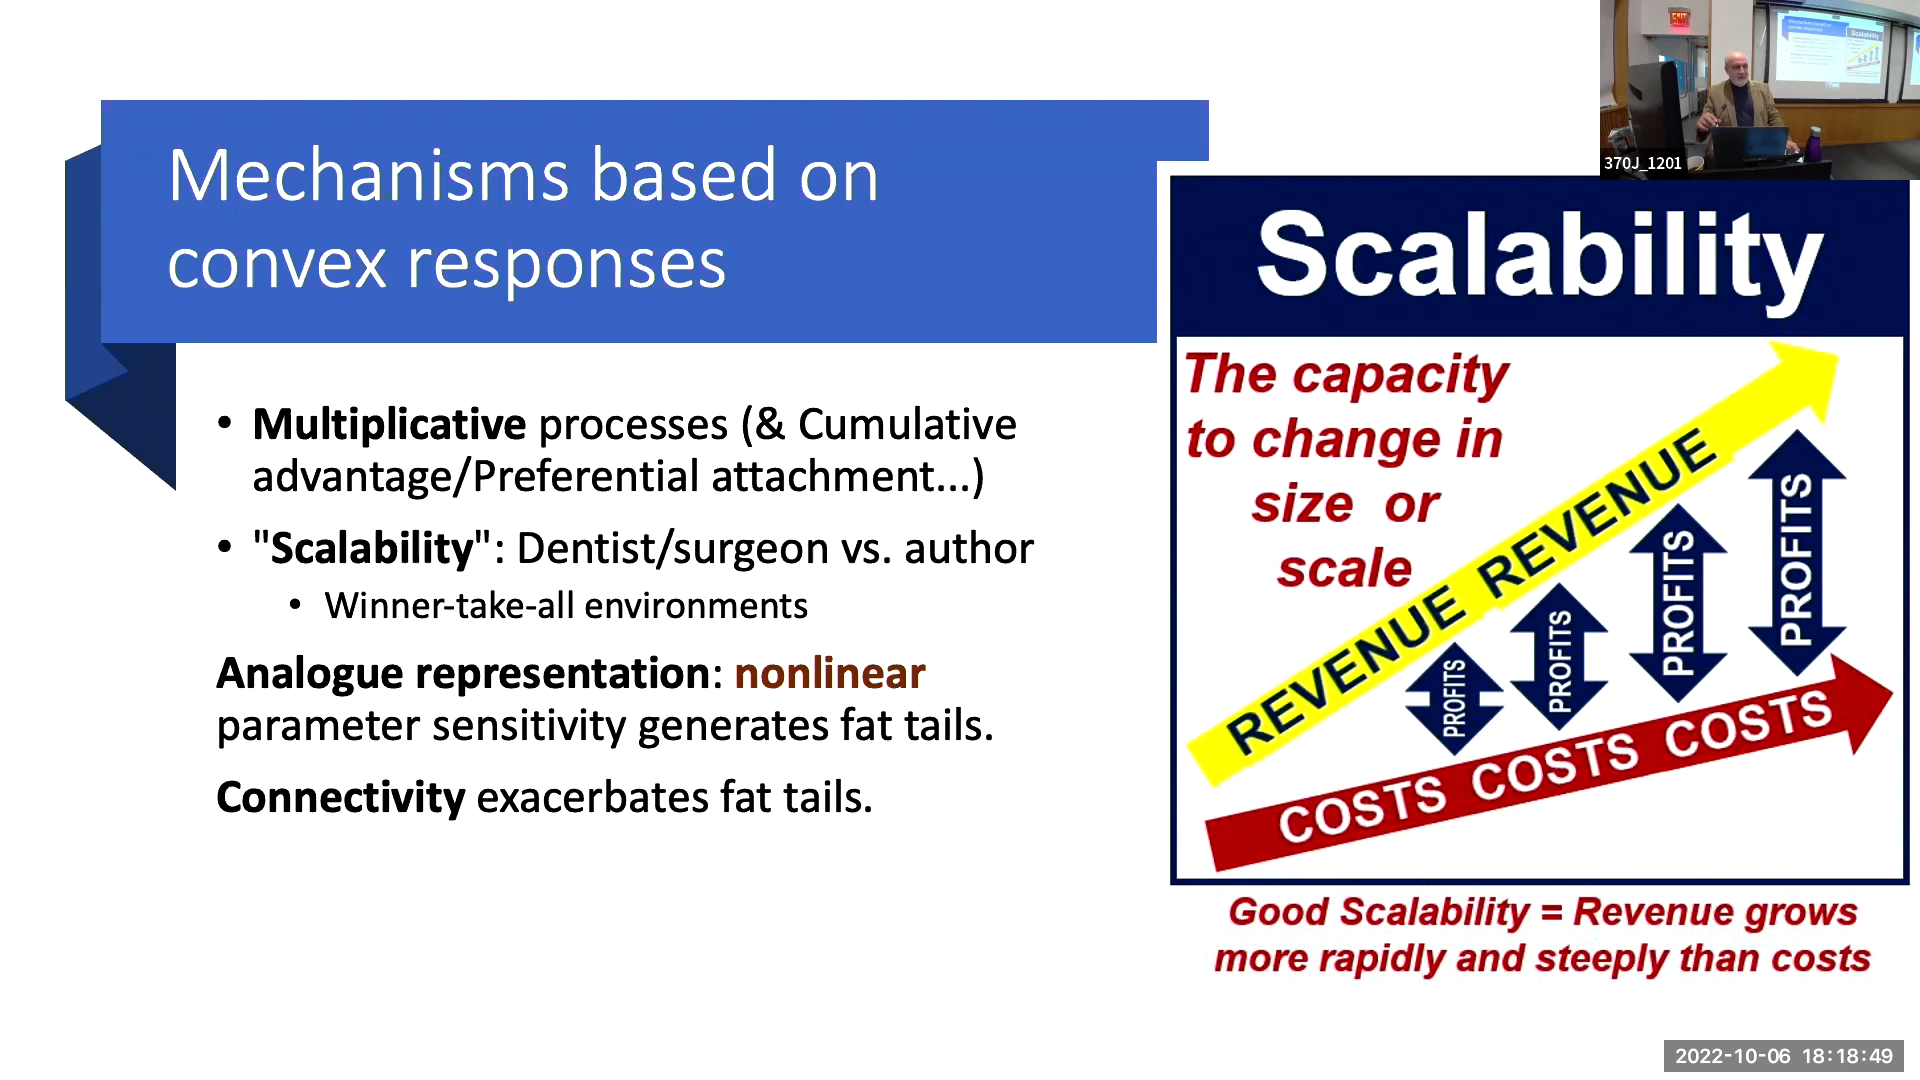 Mechanisms based on
convex responses
• Multiplicative processes (& Cumulative
advantage/Preferential attachment...)
• "Scalability": Dentist/surgeon vs. author
• Winner-take-all environments
Analogue representation: nonlinear
parameter sensitivity generates fat tails.
Connectivity exacerbates fat tails.
EXIT
370J_1201
Scalability
The capacity
to change in
size or
scale
REVENUE REVENUE
PROFITS
PROFITS
PROFITS
PROFITS
COSTS COSTS COSTS
Good Scalability = Revenue grows
more rapidly and steeply than costs
2022-10-06 18:18:49